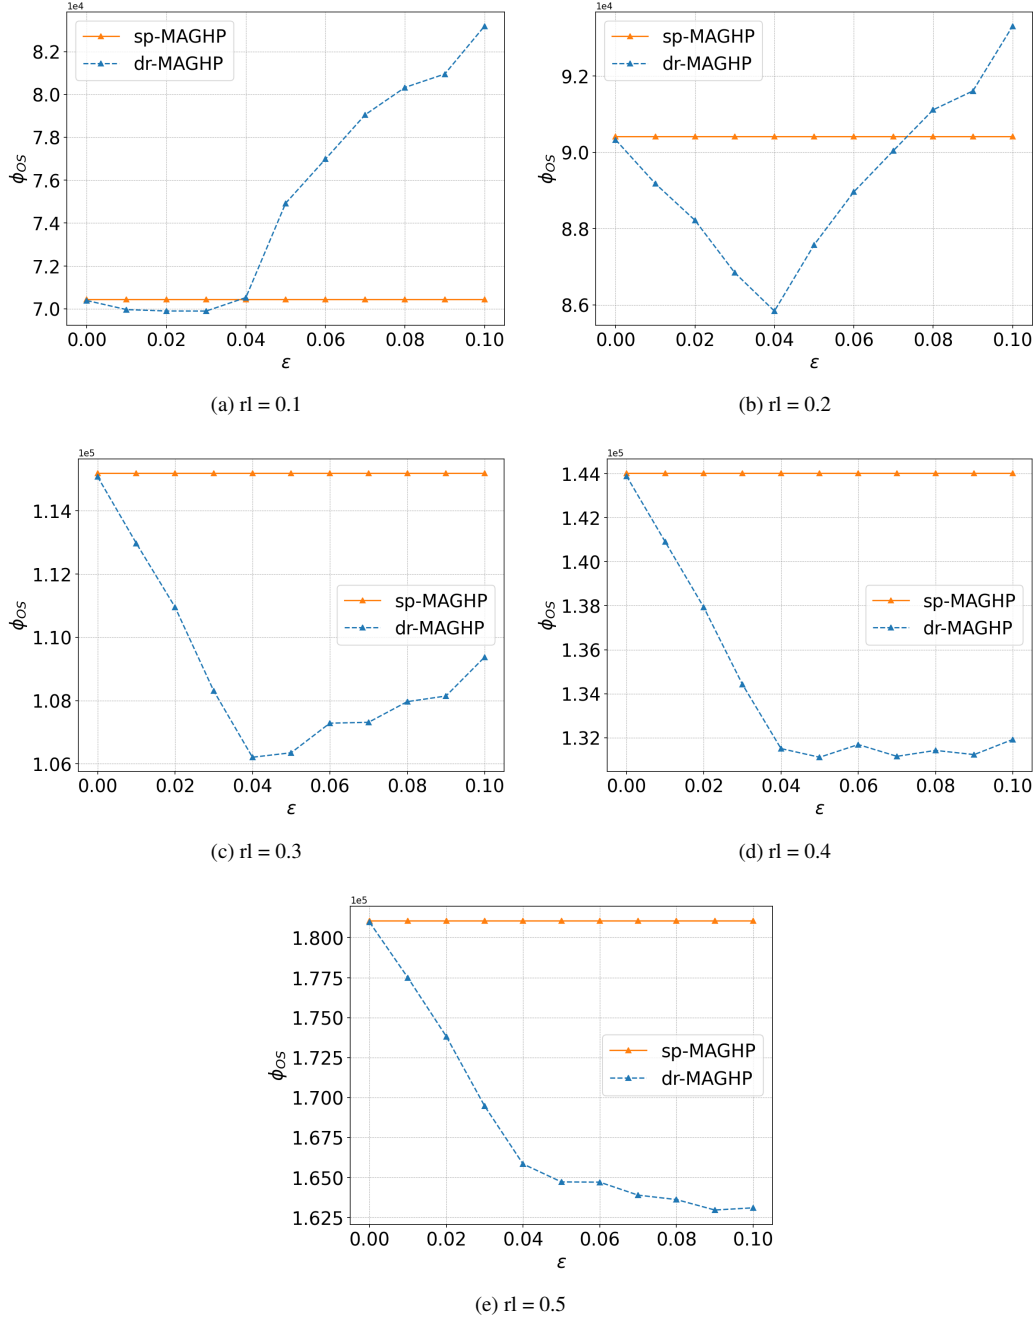 1e4
sp-MAGHP
dr-MAGHP
8.2
8.0
7.8
7.6
7.4
7.2
7.0
ϕOS
0.00 0.02 0.04 0.06 0.08 0.10
ε
(a) rl = 0.1
1e4
sp-MAGHP
dr-MAGHP
9.2
9.0
8.8
8.6
ϕOS
0.00 0.02 0.04 0.06 0.08 0.10
ε
(b) rl = 0.2
1e5
1.14
1.12
1.10
1.08
1.06
ϕOS
sp-MAGHP
dr-MAGHP
0.00 0.02 0.04 0.06 0.08 0.10
ε
(c) rl = 0.3
1e5
1.44
1.42
1.40
1.38
1.36
1.34
1.32
ϕOS
sp-MAGHP
dr-MAGHP
0.00 0.02 0.04 0.06 0.08 0.10
ε
(d) rl = 0.4
1e5
1.800
1.775
1.750
1.725
1.700
1.675
1.650
1.625
ϕOS
sp-MAGHP
dr-MAGHP
0.00 0.02 0.04 0.06 0.08 0.10
ε
(e) rl = 0.5